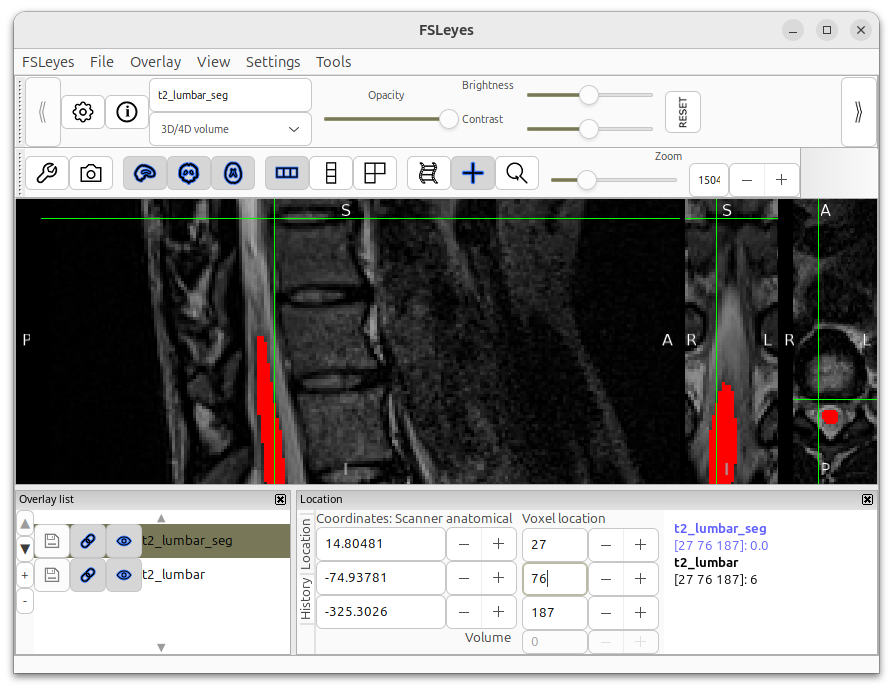 FSLeyes
FSLeyes File Overlay View Settings Tools
t2_lumbar_seg
3D/4D volume
Opacity
Brightness
Contrast
RESET
Zoom
1504
S S A
P A R L R L
I I P
Overlay list
t2_lumbar_seg
t2_lumbar
Location
Location
History
Coordinates: Scanner anatomical Voxel location
14.80481 27
-74.93781 76
-325.3026 187
Volume 0
t2_lumbar_seg
[27 76 187]: 0.0
t2_lumbar
[27 76 187]: 6